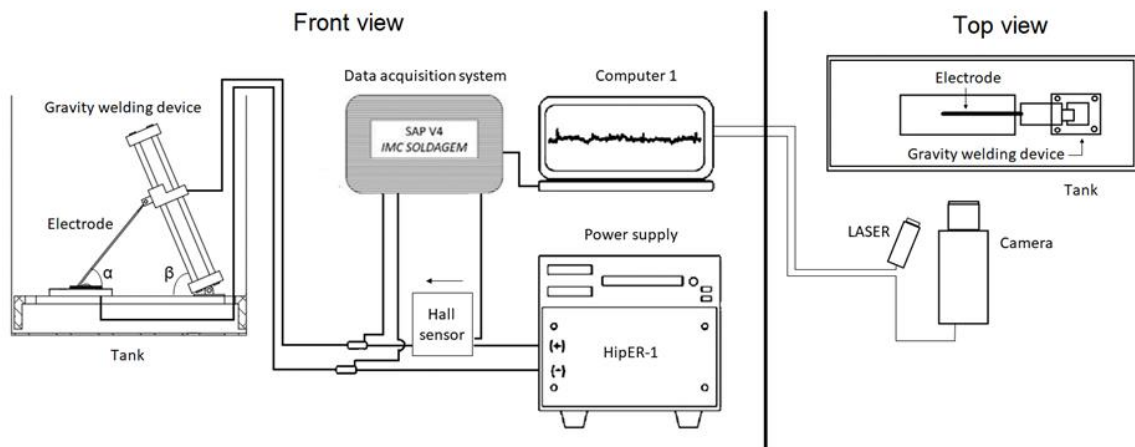 Front view
Top view
Data acquisition system
Computer 1
Electrode
Gravity welding device
SAP V4
IMC SOLDAGEM
Gravity welding device
Tank
Electrode
Power supply
LASER
Camera
α
β
Hall
sensor
(+)
HipER-1
(-)
Tank